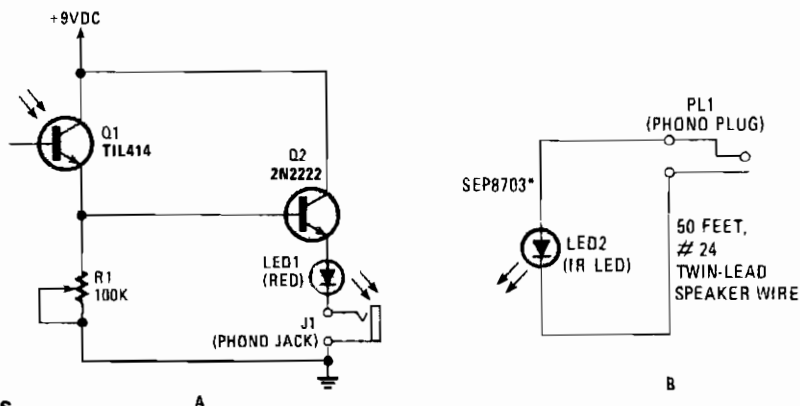 +9VDC
Q1
TIL414
Q2
2N2222
R1
100K
LED1
(RED)
J1
(PHONO JACK)
A
PL1
(PHONO PLUG)
SEP8703*
LED2
(IR LED)
50 FEET,
# 24
TWIN-LEAD
SPEAKER WIRE
B